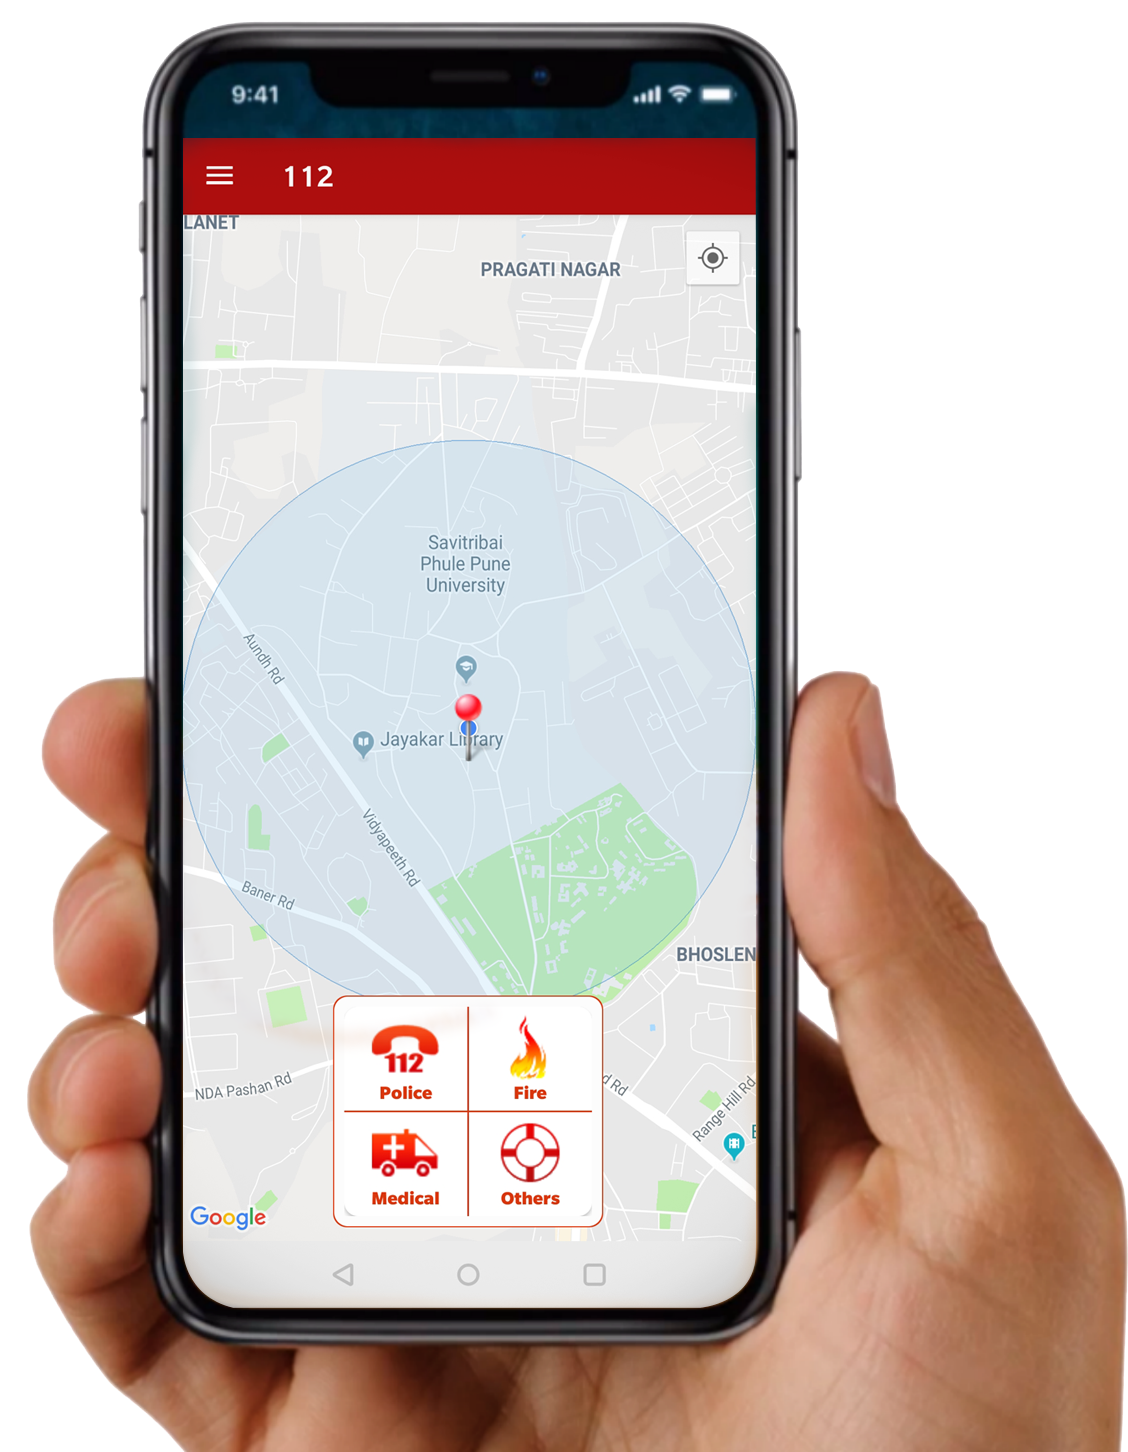 9:41
112
LANET
PRAGATI NAGAR
Savitribai
Phule Pune
University
Aundh Rd
Jayakar Library
Vidyapeeth Rd
Baner Rd
BHOSLEN
112
Police
Fire
NDA Pashan Rd
d Rd
Range Hill Rd
Medical
Others
Google